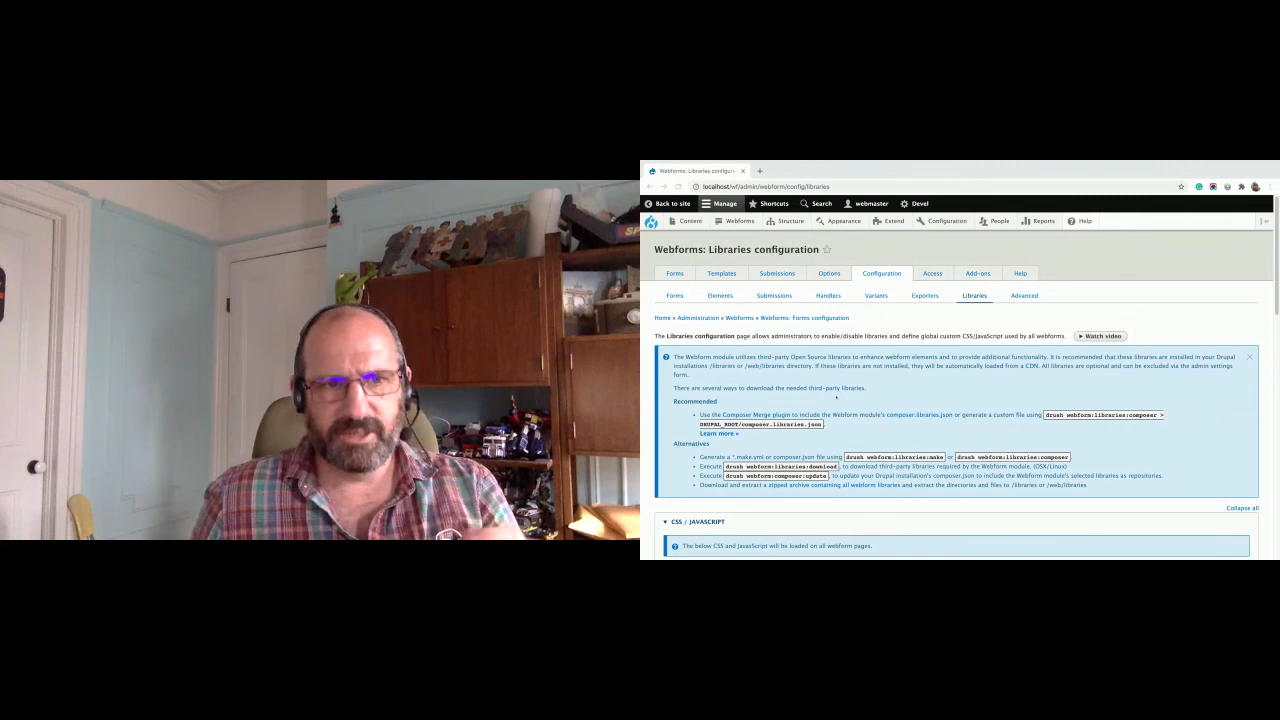 Webforms: Libraries configura
localhost/wf/admin/webform/config/libraries
Back to site Manage Shortcuts Search webmaster Devel
Content Webforms Structure Appearance Extend Configuration People Reports Help
Webforms: Libraries configuration
Forms Templates Submissions Options Configuration Access Add-ons Help
Forms Elements Submissions Handlers Variants Exporters Libraries Advanced
Home » Administration » Webforms » Webforms: Forms configuration
The Libraries configuration page allows administrators to enable/disable libraries and define global custom CSS/JavaScript used by all webforms. ▶ Watch video
The Webform module utilizes third-party Open Source libraries to enhance webform elements and to provide additional functionality. It is recommended that these libraries are installed in your Drupal
installations /libraries or /web/libraries directory. If these libraries are not installed, they will be automatically loaded from a CDN. All libraries are optional and can be excluded via the admin settings
form.
There are several ways to download the needed third-party libraries.
Recommended
Use the Composer Merge plugin to include the Webform module's composer.libraries.json or generate a custom file using drush webform:libraries:composer >
DRUPAL_ROOT/composer.libraries.json.
Learn more »
Alternatives
Generate a *.make.yml or composer.json file using drush webform:libraries:make or drush webform:libraries:composer.
Execute drush webform:libraries:download, to download third-party libraries required by the Webform module. (OSX/Linux)
Execute drush webform:composer:update, to update your Drupal installation's composer.json to include the Webform module's selected libraries as repositories.
Download and extract a zipped archive containing all webform libraries and extract the directories and files to /libraries or /web/libraries
Collapse all
▼ CSS / JAVASCRIPT
The below CSS and JavaScript will be loaded on all webform pages.